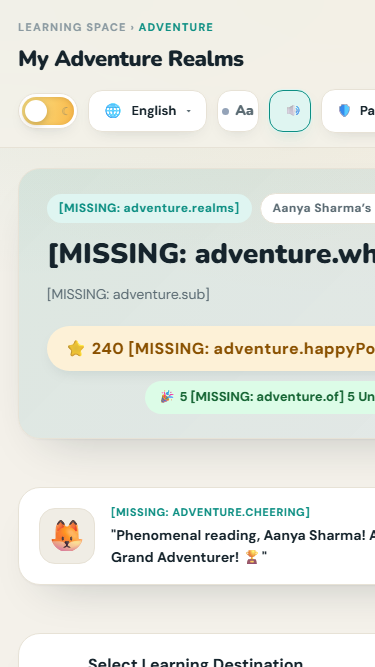 LEARNING SPACE › ADVENTURE
My Adventure Realms
English
Aa
Pa
[MISSING: adventure.realms]
Aanya Sharma's
[MISSING: adventure.wh
[MISSING: adventure.sub]
240 [MISSING: adventure.happyPo
5 [MISSING: adventure.of] 5 Un
[MISSING: ADVENTURE.CHEERING]
"Phenomenal reading, Aanya Sharma! A
Grand Adventurer! 🏆 "
Select Learning Destination